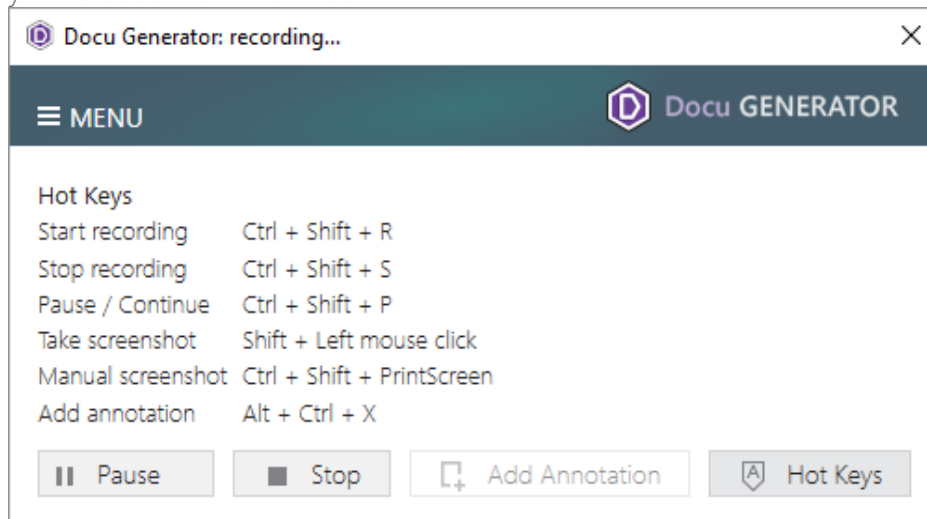 Docu Generator: recording...
MENU
Docu GENERATOR
Hot Keys
Start recording Ctrl + Shift + R
Stop recording Ctrl + Shift + S
Pause / Continue Ctrl + Shift + P
Take screenshot Shift + Left mouse click
Manual screenshot Ctrl + Shift + PrintScreen
Add annotation Alt + Ctrl + X
Pause Stop Add Annotation A Hot Keys